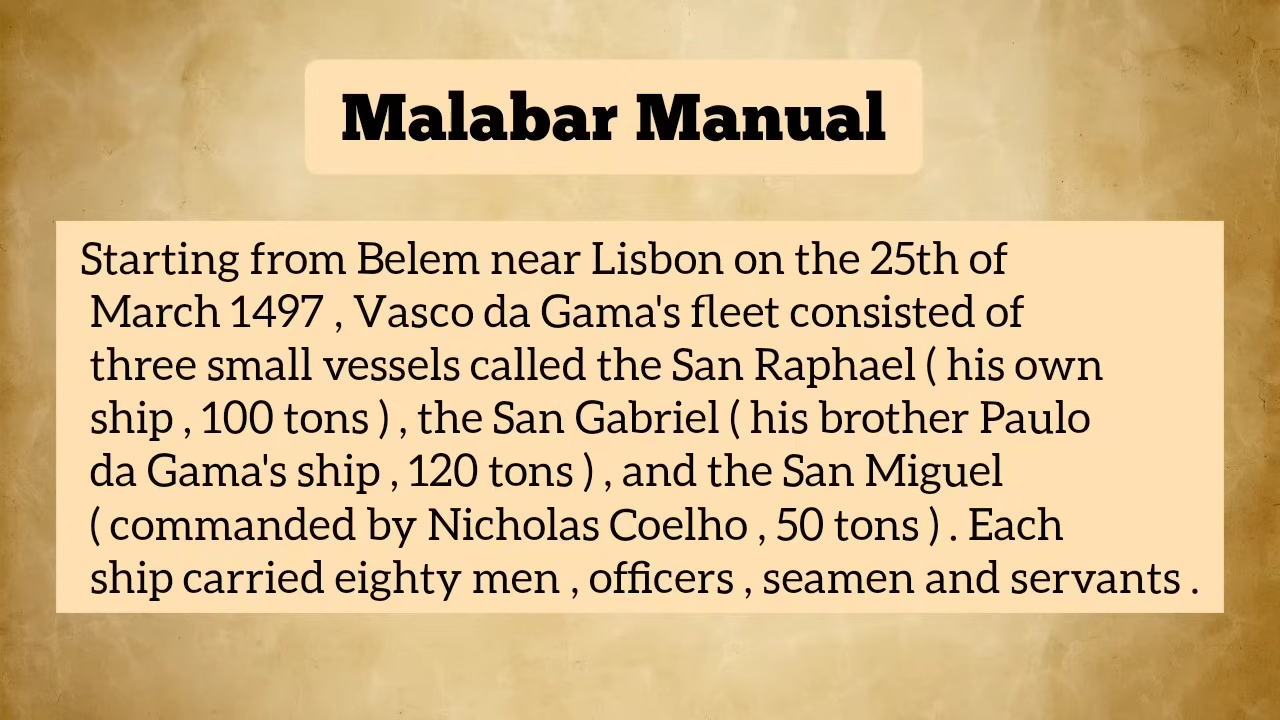 Malabar Manual
Starting from Belem near Lisbon on the 25th of
March 1497 , Vasco da Gama's fleet consisted of
three small vessels called the San Raphael ( his own
ship , 100 tons ) , the San Gabriel ( his brother Paulo
da Gama's ship , 120 tons ) , and the San Miguel
( commanded by Nicholas Coelho , 50 tons ) . Each
ship carried eighty men , officers , seamen and servants .